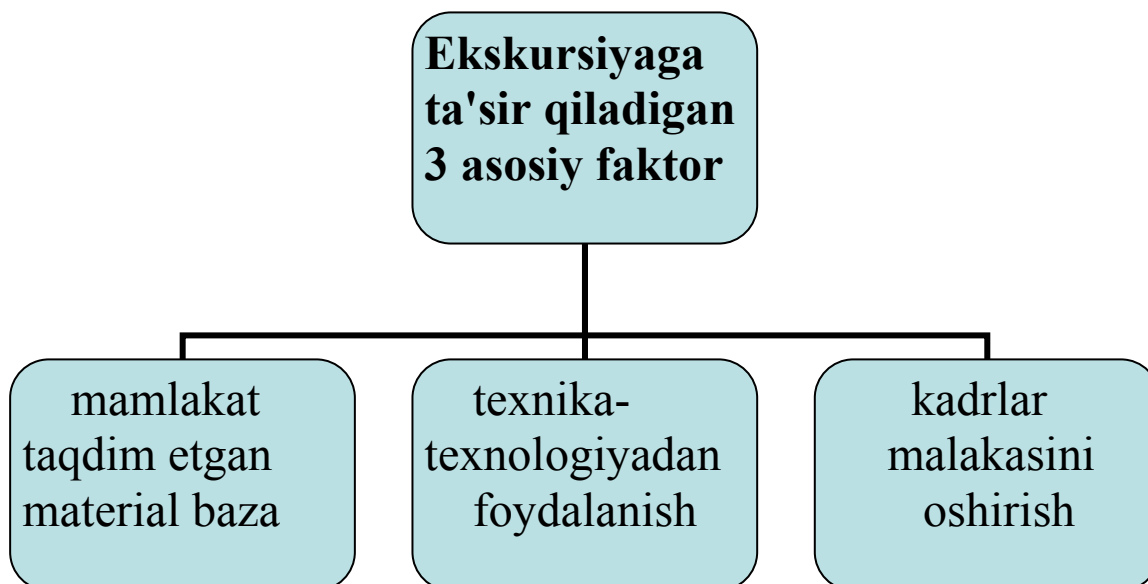 Ekskursiyaga
ta'sir qiladigan
3 asosiy faktor
mamlakat
taqdim etgan
material baza
texnika-
texnologiyadan
foydalanish
kadrlar
malakasini
oshirish